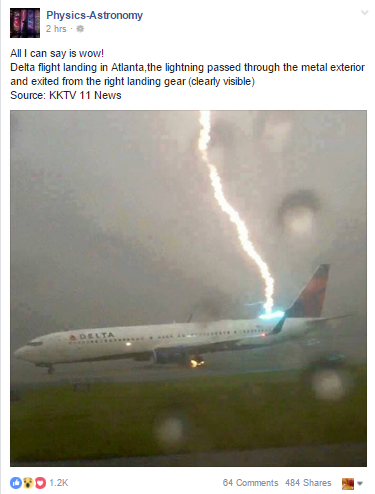 Physics-Astronomy
2 hrs ·
All I can say is wow!
Delta flight landing in Atlanta,the lightning passed through the metal exterior
and exited from the right landing gear (clearly visible)
Source: KKTV 11 News
DELTA
1.2K
64 Comments 484 Shares